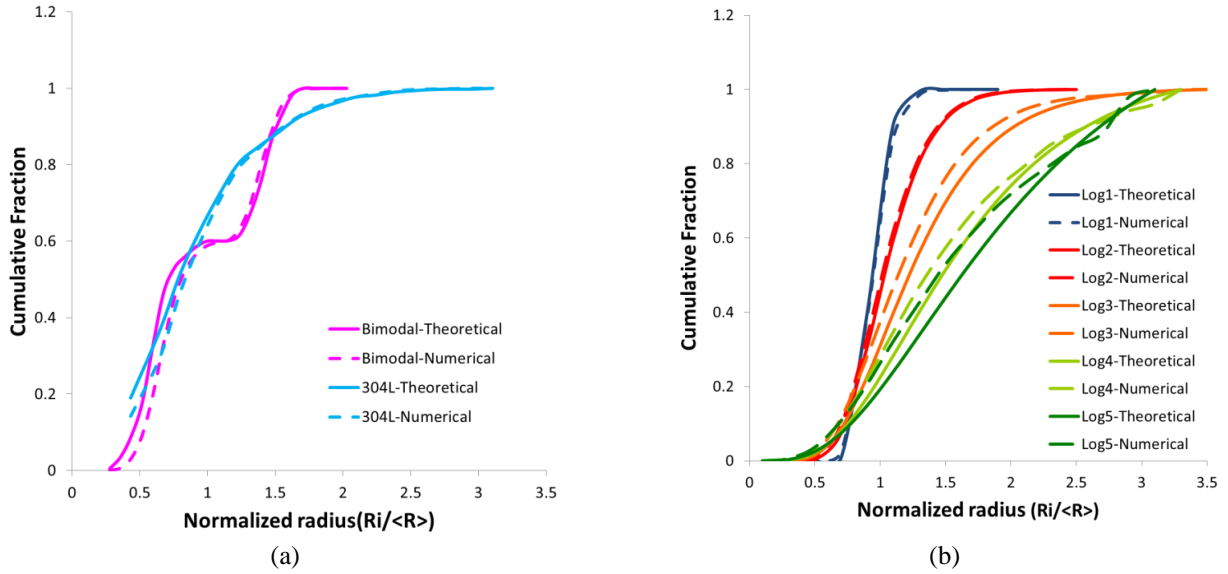 1.2
1
0.8
0.6
0.4
0.2
0
Cumulative Fraction
0
0.5
1
1.5
2
2.5
3
3.5
Normalized radius(Ri/<R>)
Bimodal-Theoretical
Bimodal-Numerical
304L-Theoretical
304L-Numerical
(a)
1.2
1
0.8
0.6
0.4
0.2
0
Cumulative Fraction
0
0.5
1
1.5
2
2.5
3
3.5
Normalized radius (Ri/<R>)
Log1-Theoretical
Log1-Numerical
Log2-Theoretical
Log2-Numerical
Log3-Theoretical
Log3-Numerical
Log4-Theoretical
Log4-Numerical
Log5-Theoretical
Log5-Numerical
(b)